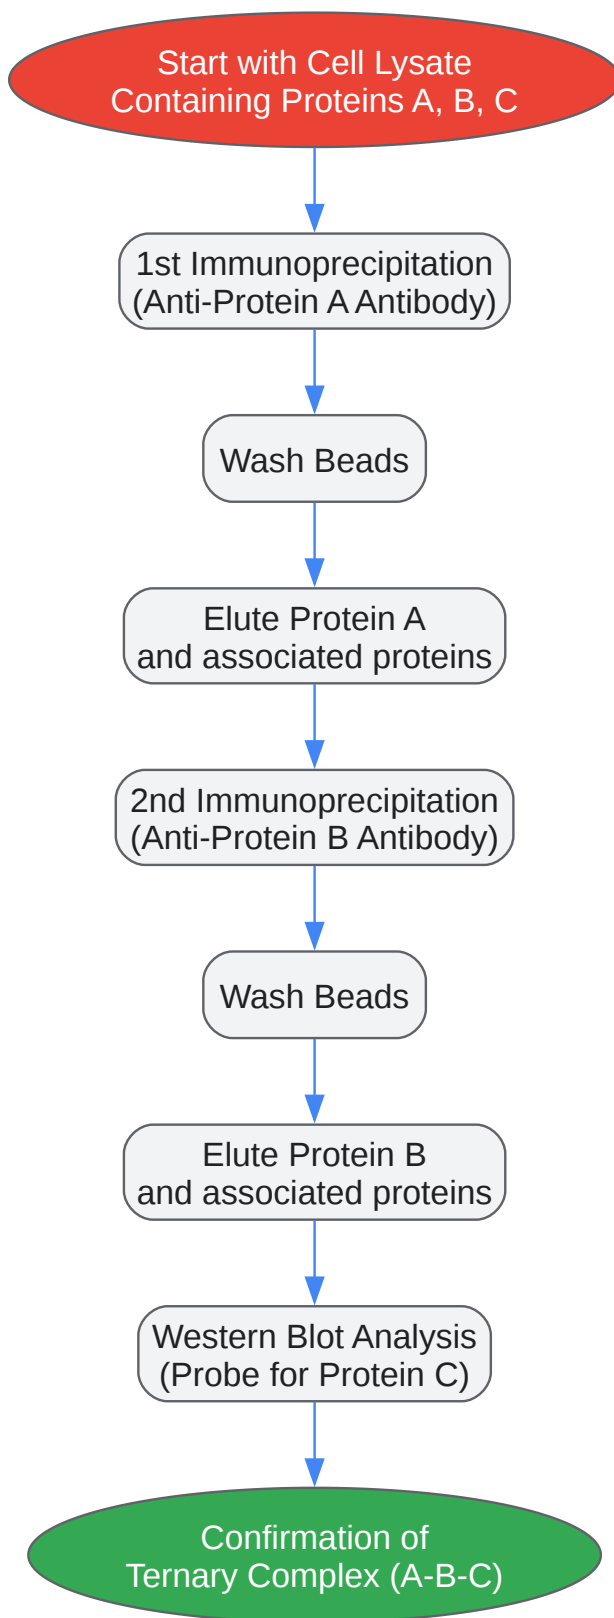 Start with Cell Lysate
Containing Proteins A, B, C
1st Immunoprecipitation
(Anti-Protein A Antibody)
Wash Beads
Elute Protein A
and associated proteins
2nd Immunoprecipitation
(Anti-Protein B Antibody)
Wash Beads
Elute Protein B
and associated proteins
Western Blot Analysis
(Probe for Protein C)
Confirmation of
Ternary Complex (A-B-C)